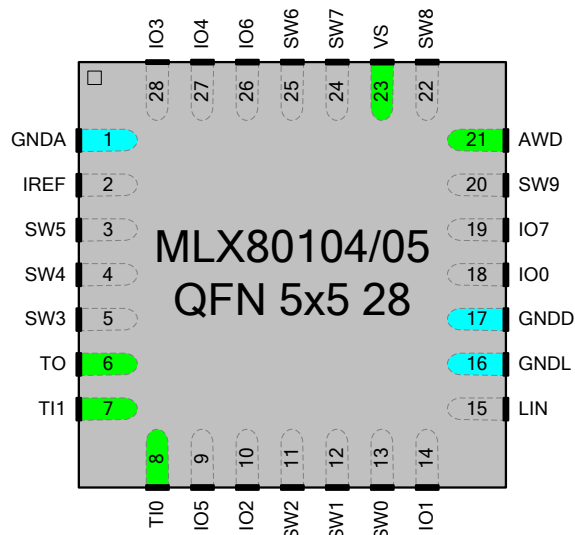 IO3 IO4 IO6 SW6 SW7 VS SW8
28 27 26 25 24 23 22
GNDA 1 21 AWD
IREF 2 20 SW9
SW5 3 19 IO7
SW4 4 18 IO0
SW3 5 17 GNDD
TO 6 16 GNDL
TI1 7 15 LIN
MLX80104/05
QFN 5x5 28
8 9 10 11 12 13 14
TI0 IO5 IO2 SW2 SW1 SW0 IO1